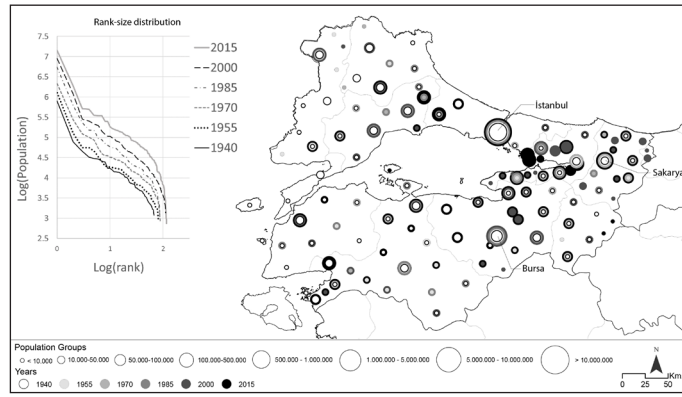 Rank-size distribution
7.5
7
6.5
6
5.5
5
4.5
4
3.5
3
2.5
0
1
2
Log(Population)
Log(rank)
2015
2000
1985
1970
1955
1940
İstanbul
Sakarya
Bursa
Population Groups
< 10.000 10.000-50.000 50.000-100.000 100.000-500.000 500.000 - 1.000.000 1.000.000 - 5.000.000 5.000.000 - 10.000.000 > 10.000.000
Years
1940 1955 1970 1985 2000 2015
N
0 25 50 Km